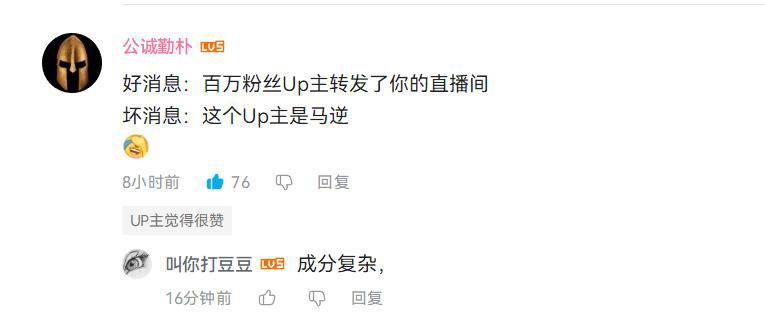 公诚勤朴 LV5
好消息：百万粉丝Up主转发了你的直播间
坏消息：这个Up主是马逆
8小时前 76 回复
UP主觉得很赞
叫你打豆豆 LV5 成分复杂，
16分钟前 回复